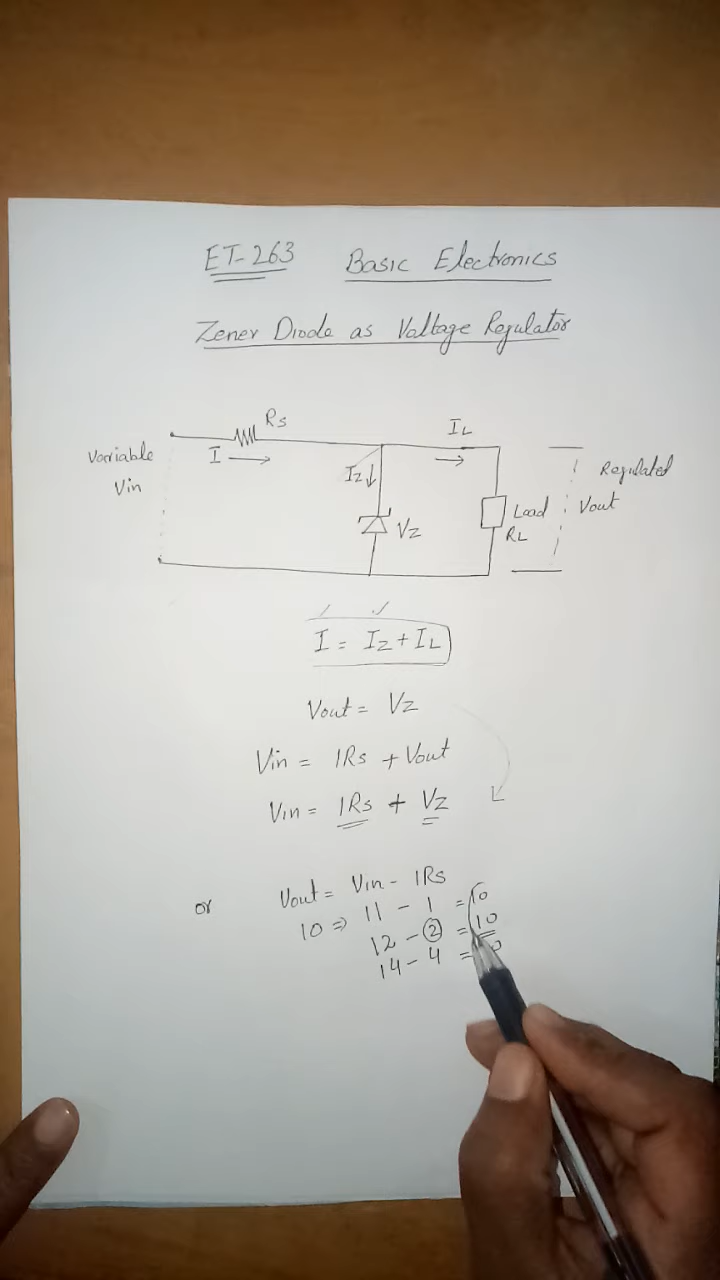 ET-263 Basic Electronics
Zener Diode as Voltage Regulator
Rs
IL
Variable
Vin
I
Iz
Vz
Load
RL
Regulated
Vout
I = Iz + IL
Vout = Vz
Vin = IRs + Vout
Vin = IRs + Vz
or Vout = Vin - IRs
10 ⇒ 11 - 1 = 10
12 - 2 = 10
14 - 4 =